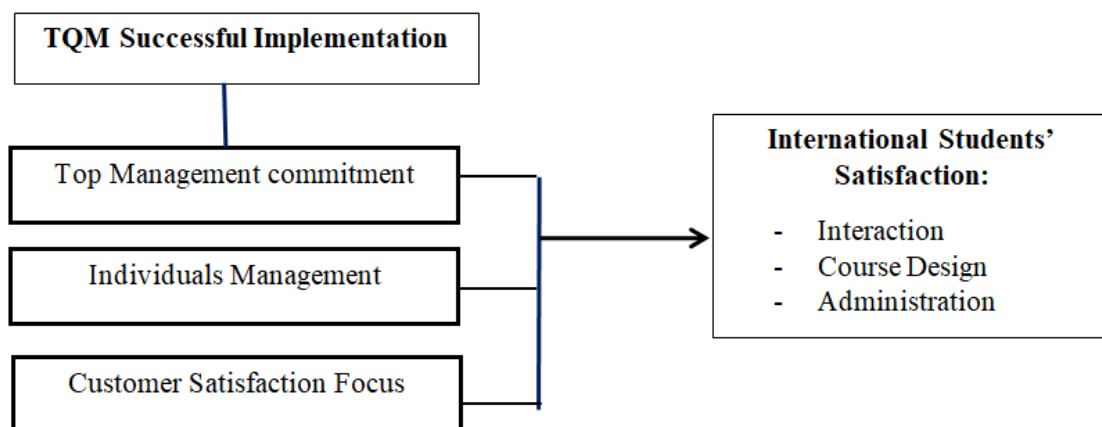 TQM Successful Implementation
Top Management commitment
Individuals Management
Customer Satisfaction Focus
International Students’
Satisfaction:
- Interaction
- Course Design
- Administration